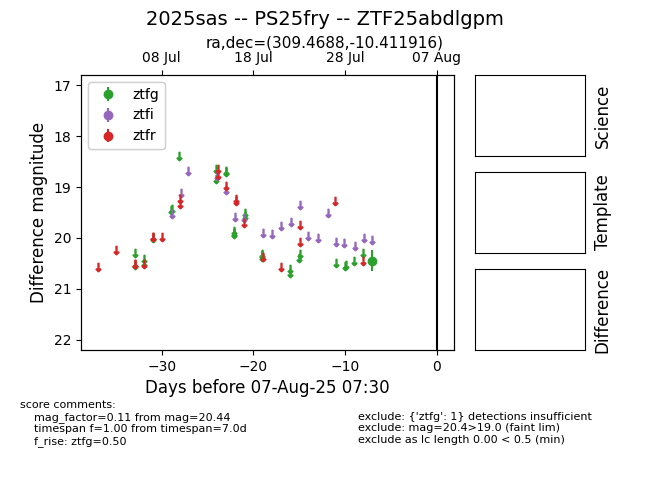 2025sas -- PS25fry -- ZTF25abdlgpm
ra,dec=(309.4688,-10.411916)
08 Jul 18 Jul 28 Jul 07 Aug
17
18
19
20
21
22
Difference magnitude
ztfg
ztfi
ztfr
−30 −20 −10 0
Days before 07-Aug-25 07:30
Science
Template
Difference
score comments:
mag_factor=0.11 from mag=20.44
timespan f=1.00 from timespan=7.0d
f_rise: ztfg=0.50
exclude: {'ztfg': 1} detections insufficient
exclude: mag=20.4>19.0 (faint lim)
exclude as lc length 0.00 < 0.5 (min)